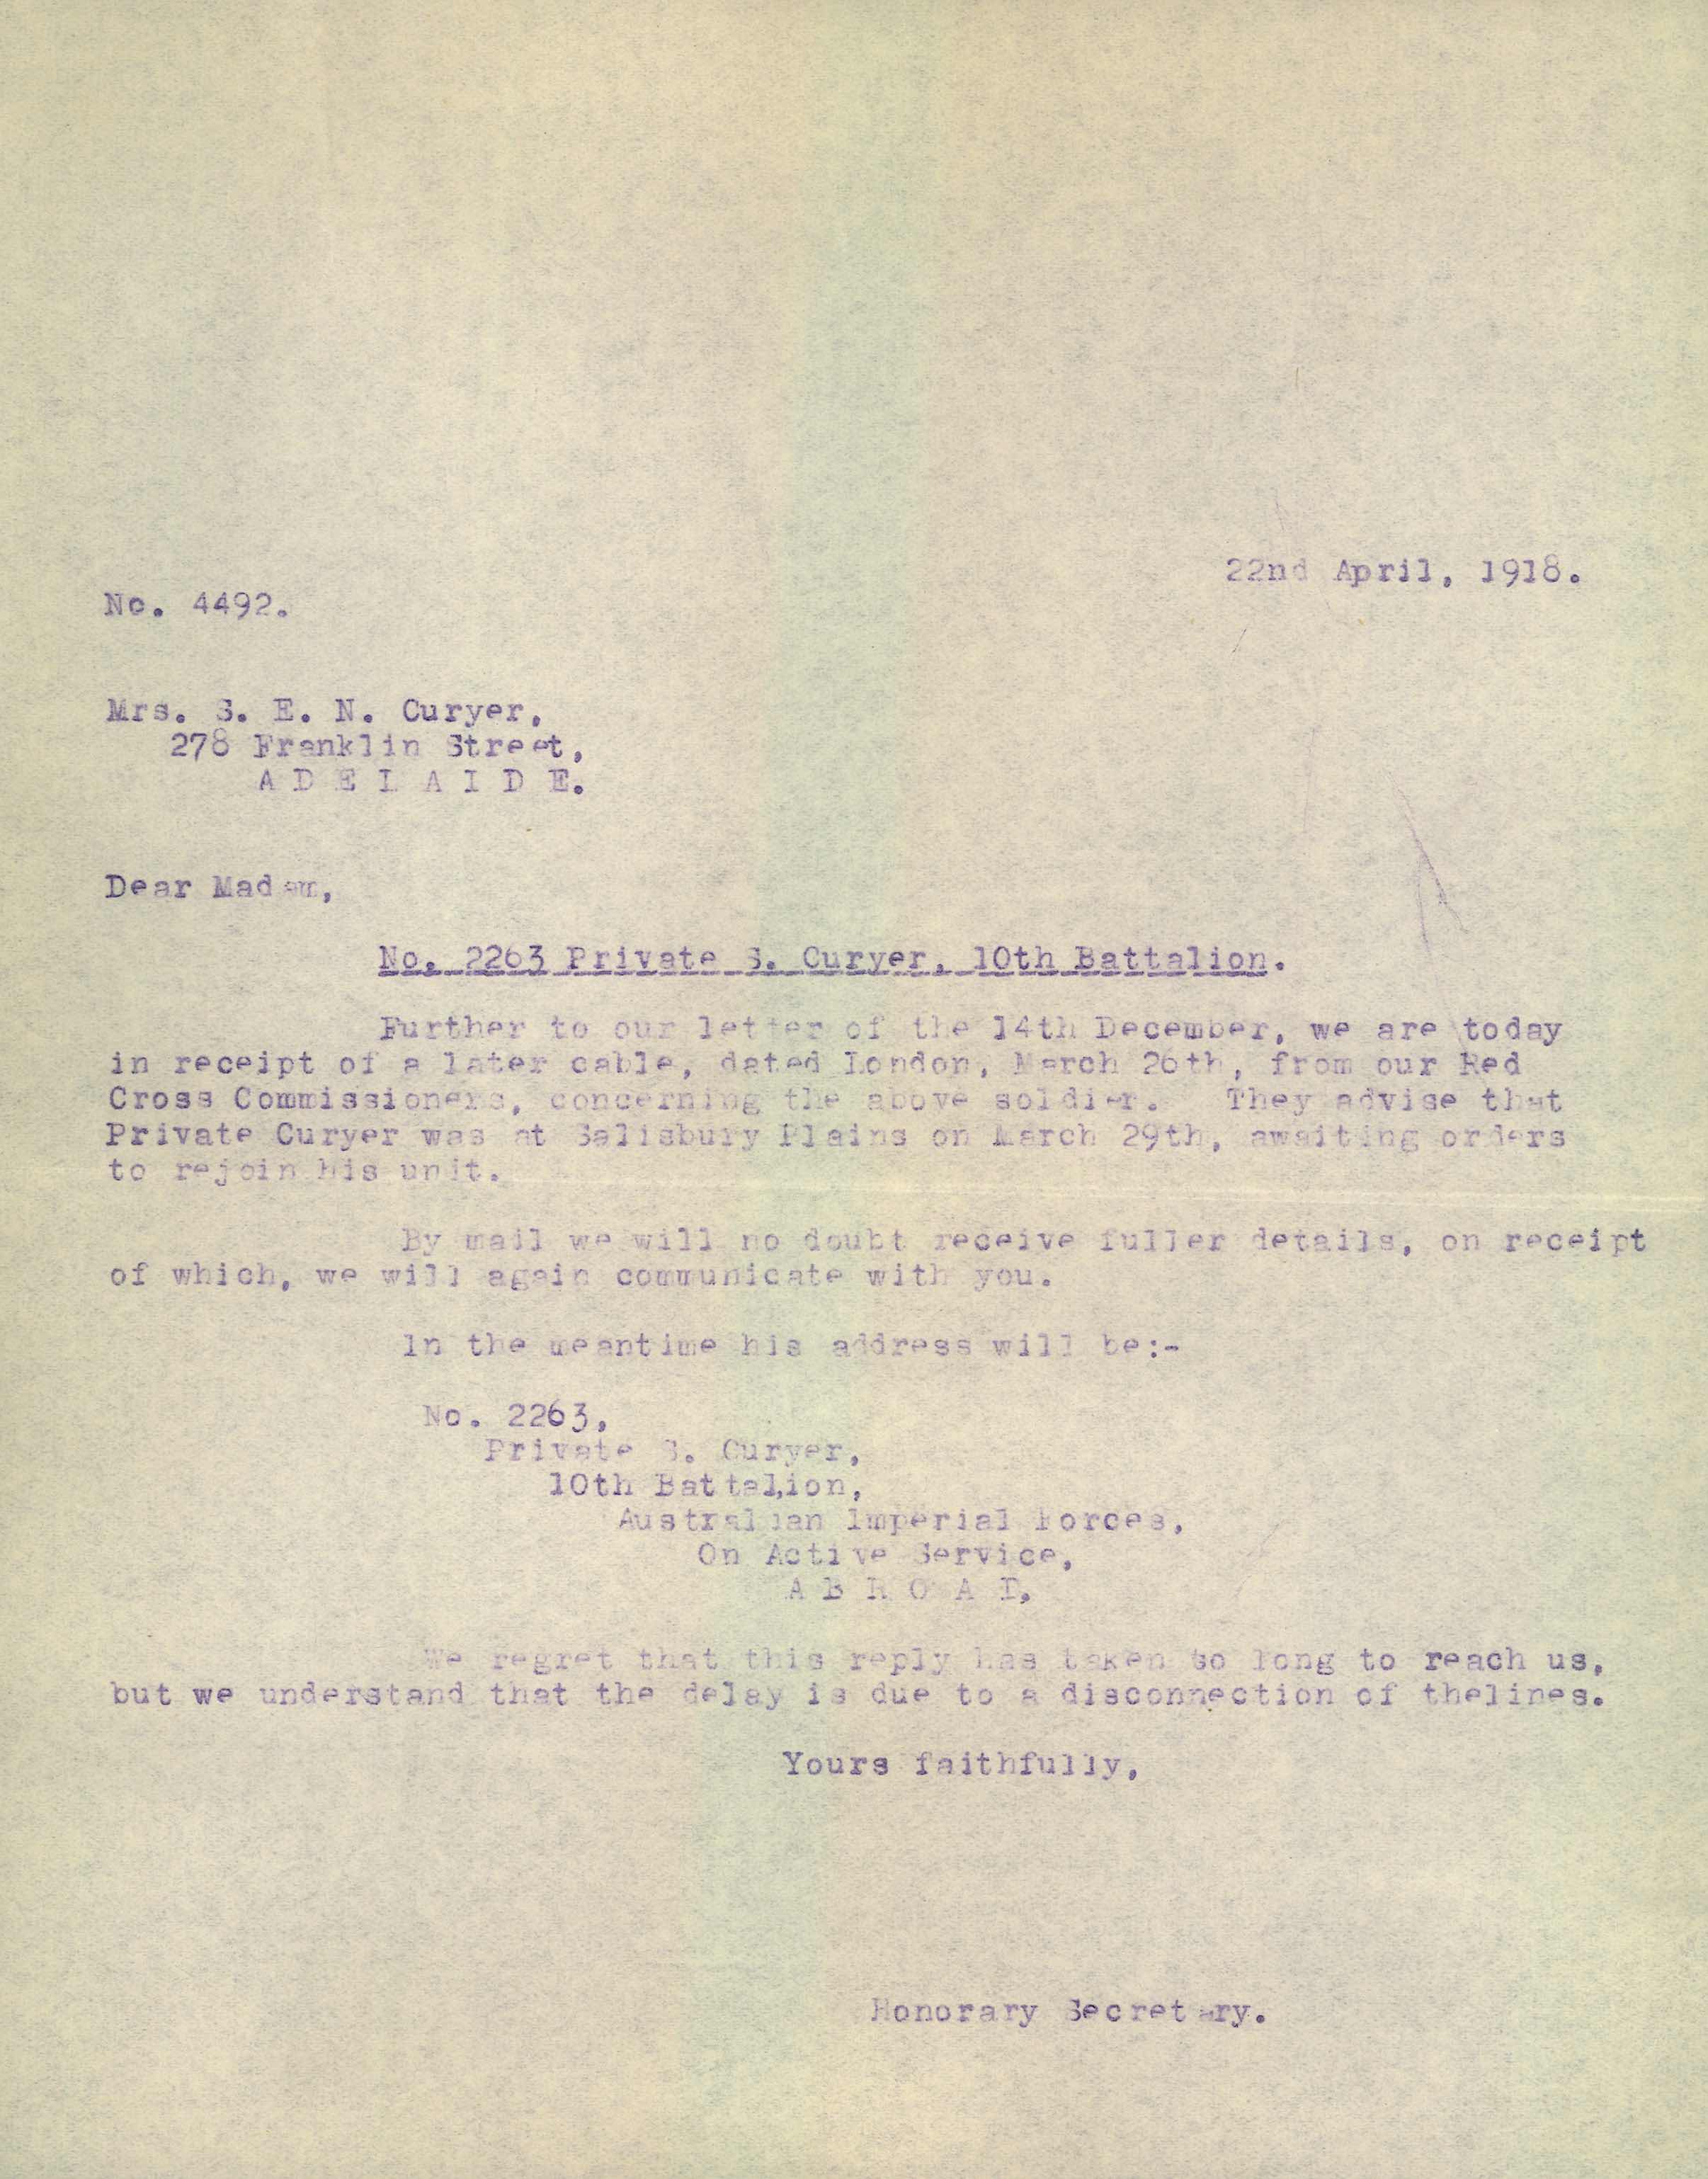 22nd April, 1918.
No. 4492.
Mrs. S. E. N. Curyer,
278 Franklin Street,
A D E L A I D E.
Dear Madam,
No. 2263 Private S. Curyer, 10th Battalion.
Further to our letter of the 14th December, we are today
in receipt of a later cable, dated London, March 26th, from our Red
Cross Commissioners, concerning the above soldier. They advise that
Private Curyer was at Salisbury Plains on March 29th, awaiting orders
to rejoin his unit.
By mail we will no doubt receive fuller details, on receipt
of which, we will again communicate with you.
In the meantime his address will be:-
No. 2263,
Private S. Curyer,
10th Battalion,
Australian Imperial Forces,
On Active Service,
A B R O A D.
We regret that this reply has taken so long to reach us,
but we understand that the delay is due to a disconnection of thelines.
Yours faithfully,
Honorary Secretary.